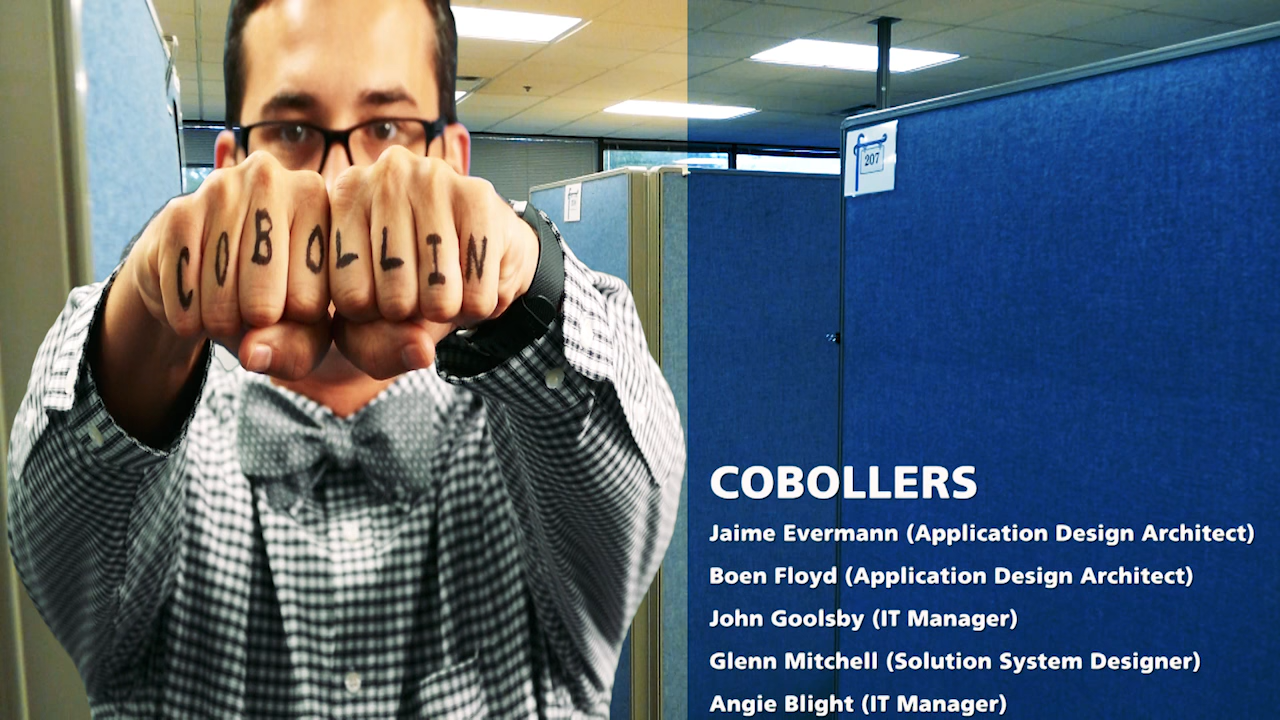 COBOLLIN
207
COBOLLERS
Jaime Evermann (Application Design Architect)
Boen Floyd (Application Design Architect)
John Goolsby (IT Manager)
Glenn Mitchell (Solution System Designer)
Angie Blight (IT Manager)